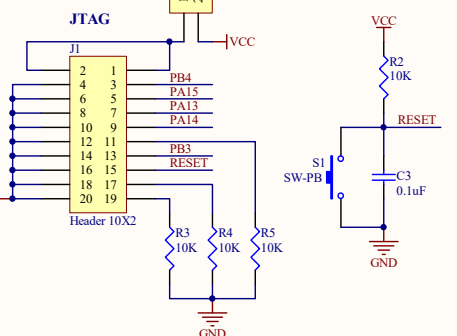 JTAG
VCC
J1
2 1
4 3 PB4
6 5 PA15
8 7 PA13
10 9 PA14
12 11
14 13 PB3
16 15 RESET
18 17
20 19
Header 10X2
R3
10K
R4
10K
R5
10K
GND
VCC
R2
10K
RESET
S1
SW-PB
C3
0.1uF
GND